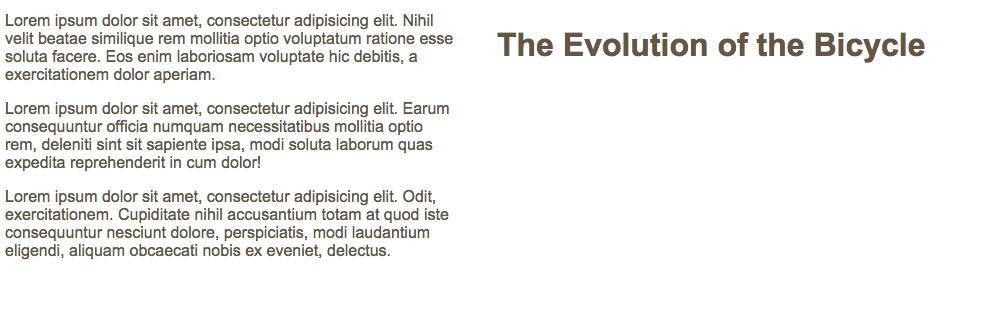 Lorem ipsum dolor sit amet, consectetur adipisicing elit. Nihil
velit beatae similique rem mollitia optio voluptatum ratione esse
soluta facere. Eos enim laboriosam voluptate hic debitis, a
exercitationem dolor aperiam.
Lorem ipsum dolor sit amet, consectetur adipisicing elit. Earum
consequuntur officia numquam necessitatibus mollitia optio
rem, deleniti sint sit sapiente ipsa, modi soluta laborum quas
expedita reprehenderit in cum dolor!
Lorem ipsum dolor sit amet, consectetur adipisicing elit. Odit,
exercitationem. Cupiditate nihil accusantium totam at quod iste
consequuntur nesciunt dolore, perspiciatis, modi laudantium
eligendi, aliquam obcaecati nobis ex eveniet, delectus.
The Evolution of the Bicycle